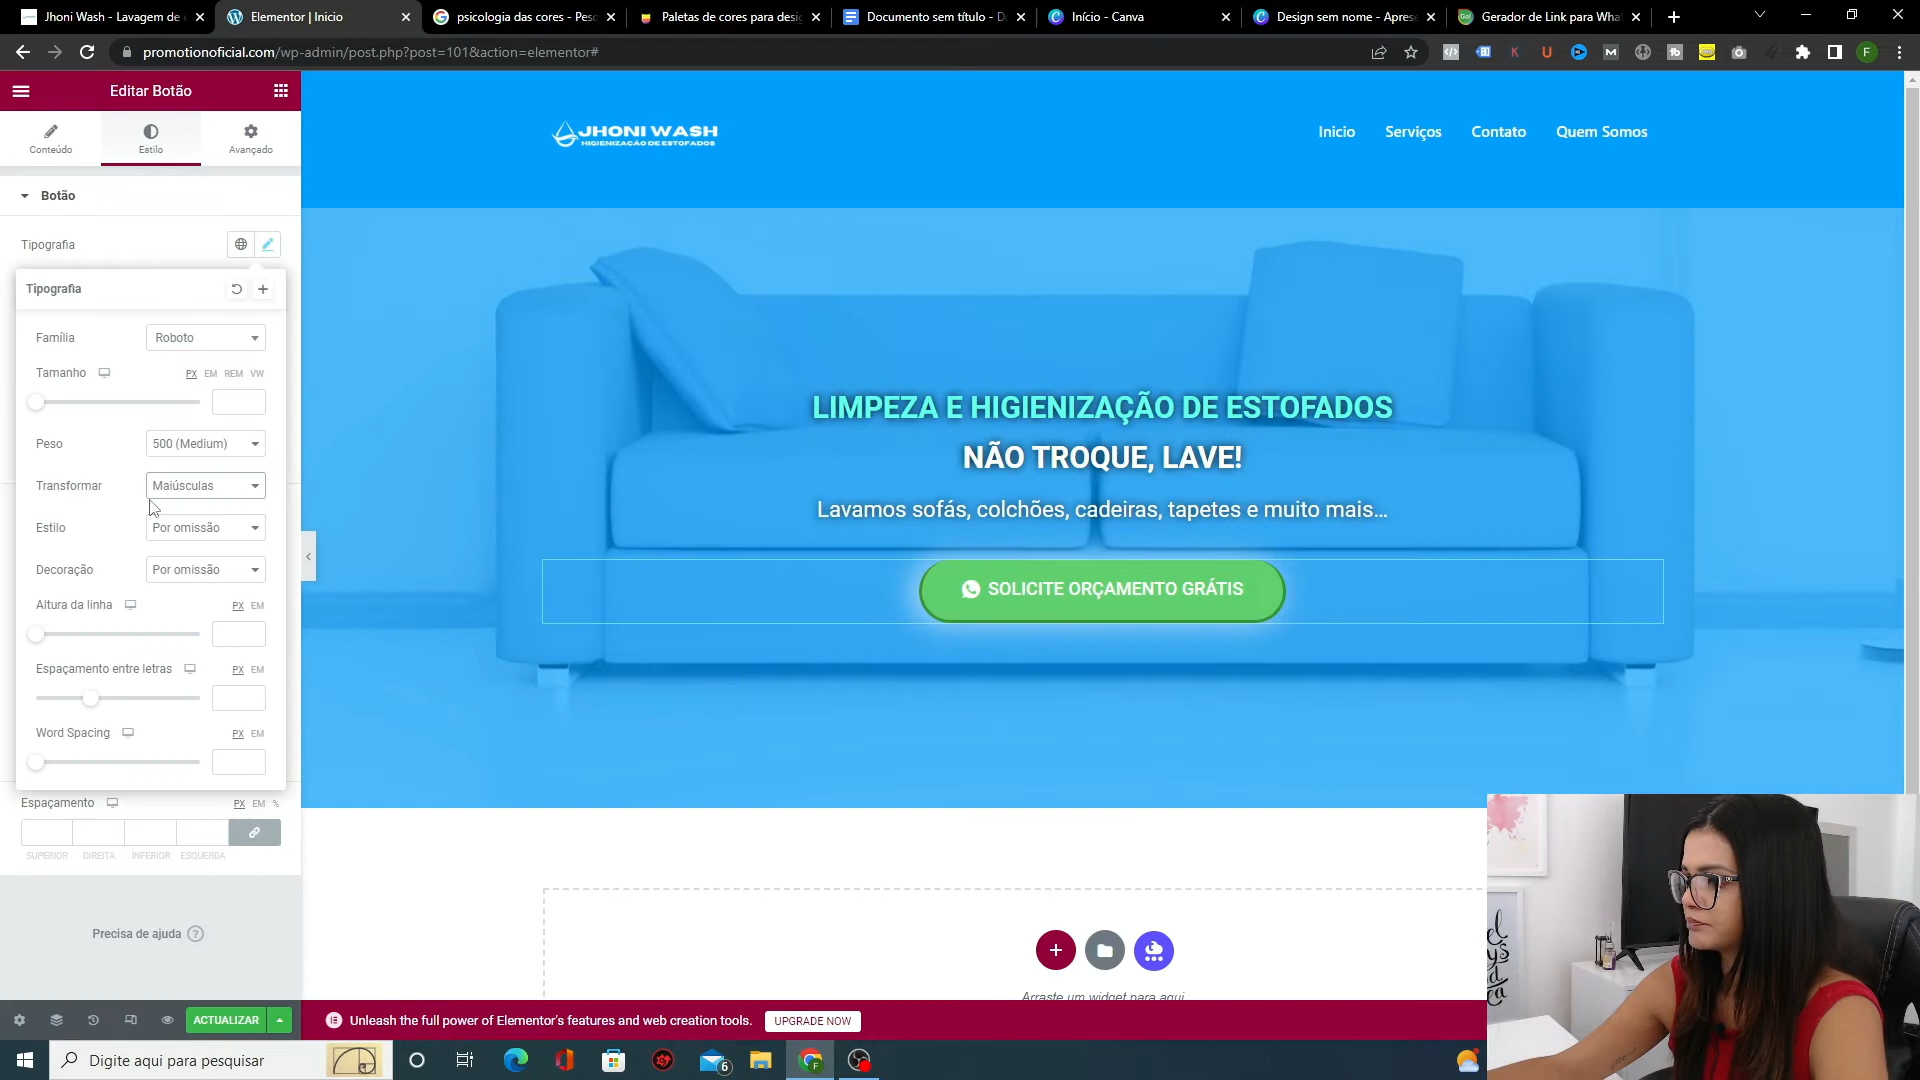 Jhoni Wash - Lavagem de
Elementor | Inicio
psicologia das cores - Pesq
Paletas de cores para desig
Documento sem título - D
Início - Canva
Design sem nome - Aprese
Gerador de Link para What
promotionoficial.com/wp-admin/post.php?post=101&action=elementor#
Editar Botão
Conteúdo
Estilo
Avançado
Botão
Tipografia
Tipografia
Família
Roboto
Tamanho
PX EM REM VW
Peso
500 (Medium)
Transformar
Maiúsculas
Estilo
Por omissão
Decoração
Por omissão
Altura da linha
PX EM
Espaçamento entre letras
PX EM
Word Spacing
PX EM
Espaçamento
PX EM %
SUPERIOR DIREITA INFERIOR ESQUERDA
Precisa de ajuda
ACTUALIZAR
JHONI WASH
HIGIENIZAÇÃO DE ESTOFADOS
Inicio
Serviços
Contato
Quem Somos
LIMPEZA E HIGIENIZAÇÃO DE ESTOFADOS
NÃO TROQUE, LAVE!
Lavamos sofás, colchões, cadeiras, tapetes e muito mais...
SOLICITE ORÇAMENTO GRÁTIS
Arraste um widget para aqui
Unleash the full power of Elementor's features and web creation tools.
UPGRADE NOW
Digite aqui para pesquisar
6